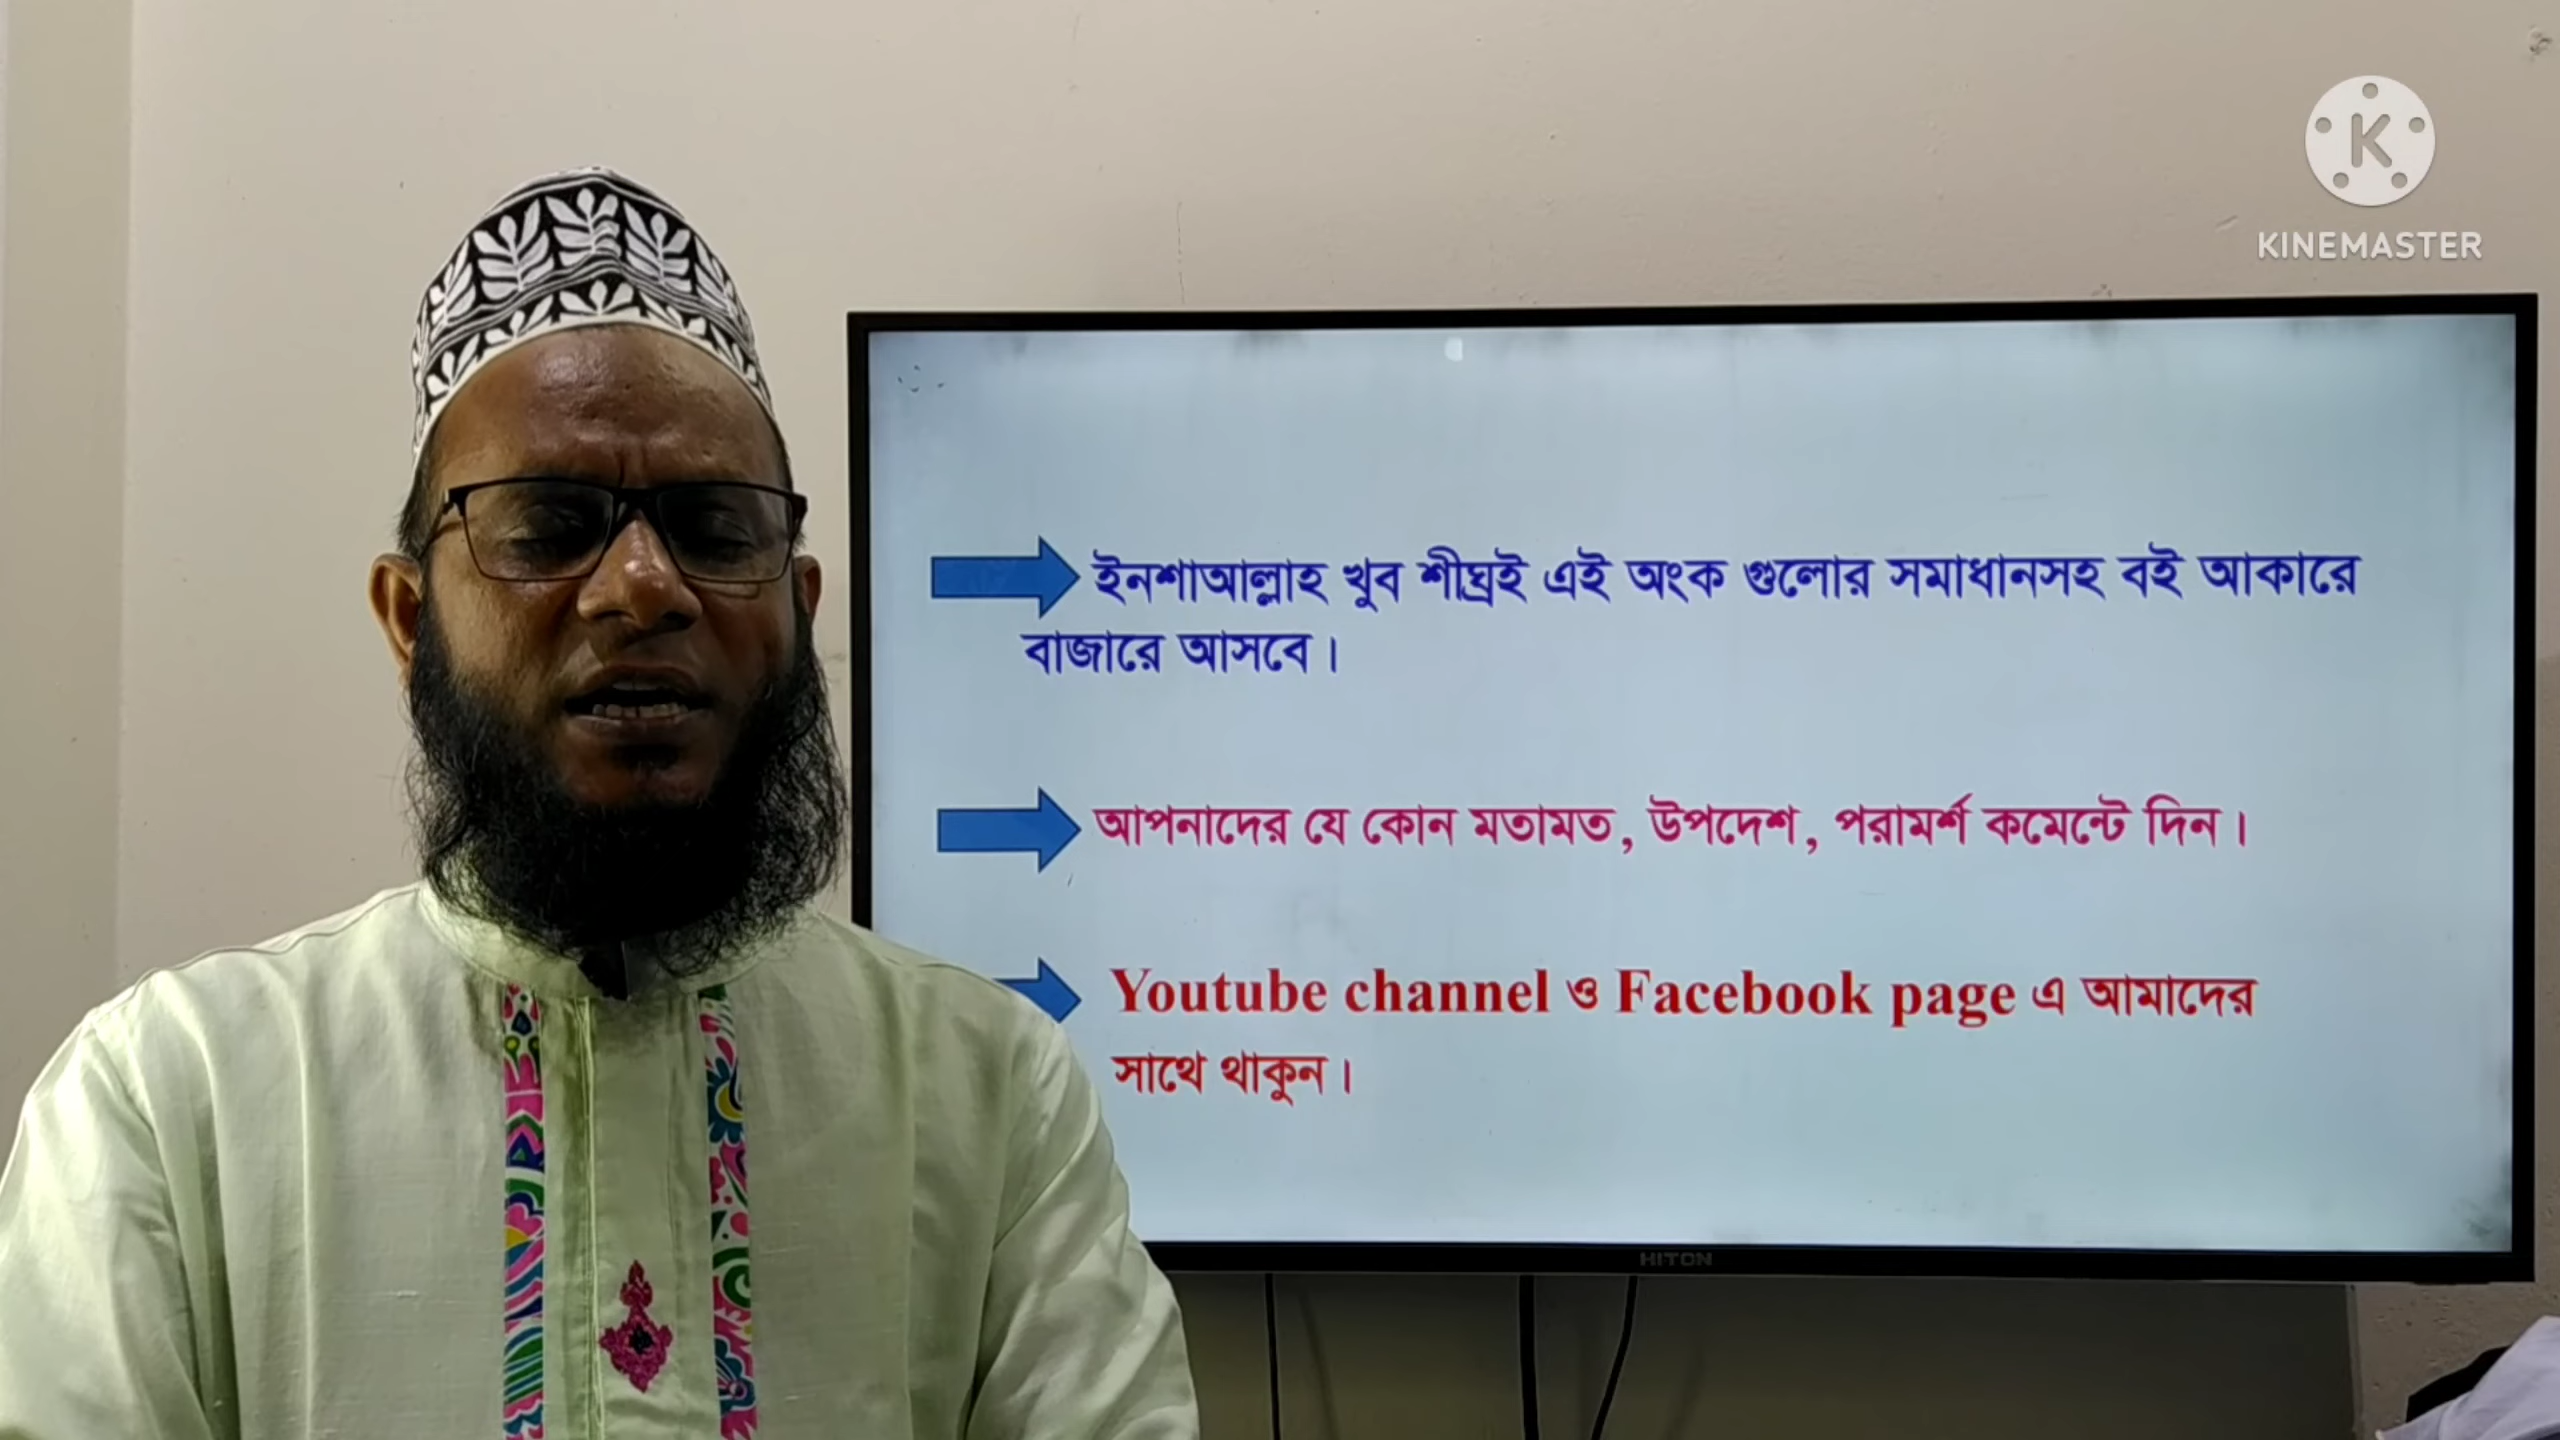 K
KINEMASTER
ইনশাআল্লাহ খুব শীঘ্রই এই অংক গুলোর সমাধানসহ বই আকারে
বাজারে আসবে।
আপনাদের যে কোন মতামত, উপদেশ, পরামর্শ কমেন্টে দিন।
Youtube channel ও Facebook page এ আমাদের
সাথে থাকুন।
HITON